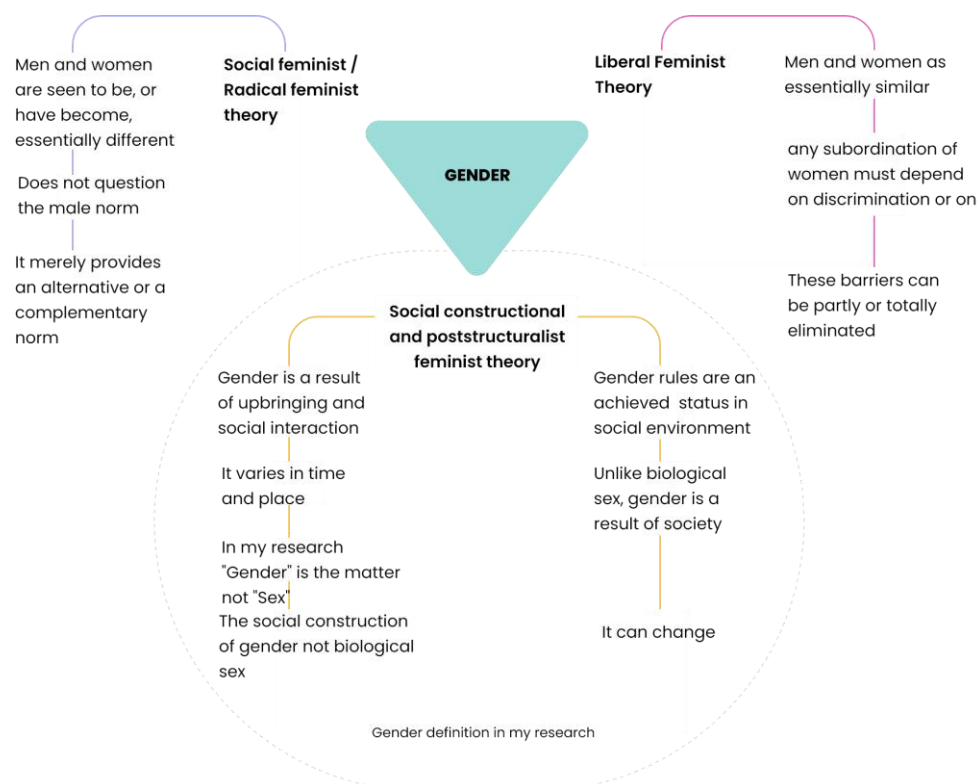 Men and women
are seen to be, or
have become,
essentially different
Does not question
the male norm
It merely provides
an alternative or a
complementary
norm
Social feminist /
Radical feminist
theory
GENDER
Liberal Feminist
Theory
Men and women as
essentially similar
any subordination of
women must depend
on discrimination or on
These barriers can
be partly or totally
eliminated
Social constructional
and poststructuralist
feminist theory
Gender is a result
of upbringing and
social interaction
It varies in time
and place
In my research
"Gender" is the matter
not "Sex"
The social construction
of gender not biological
sex
Gender rules are an
achieved status in
social environment
Unlike biological
sex, gender is a
result of society
It can change
Gender definition in my research